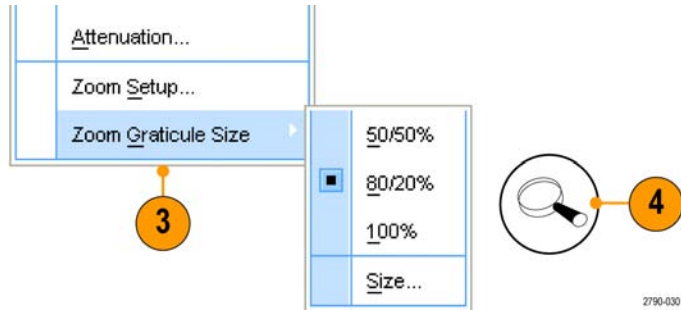 Attenuation...
Zoom Setup...
Zoom Graticule Size
3
50/50%
80/20%
100%
Size...
4
2790-030